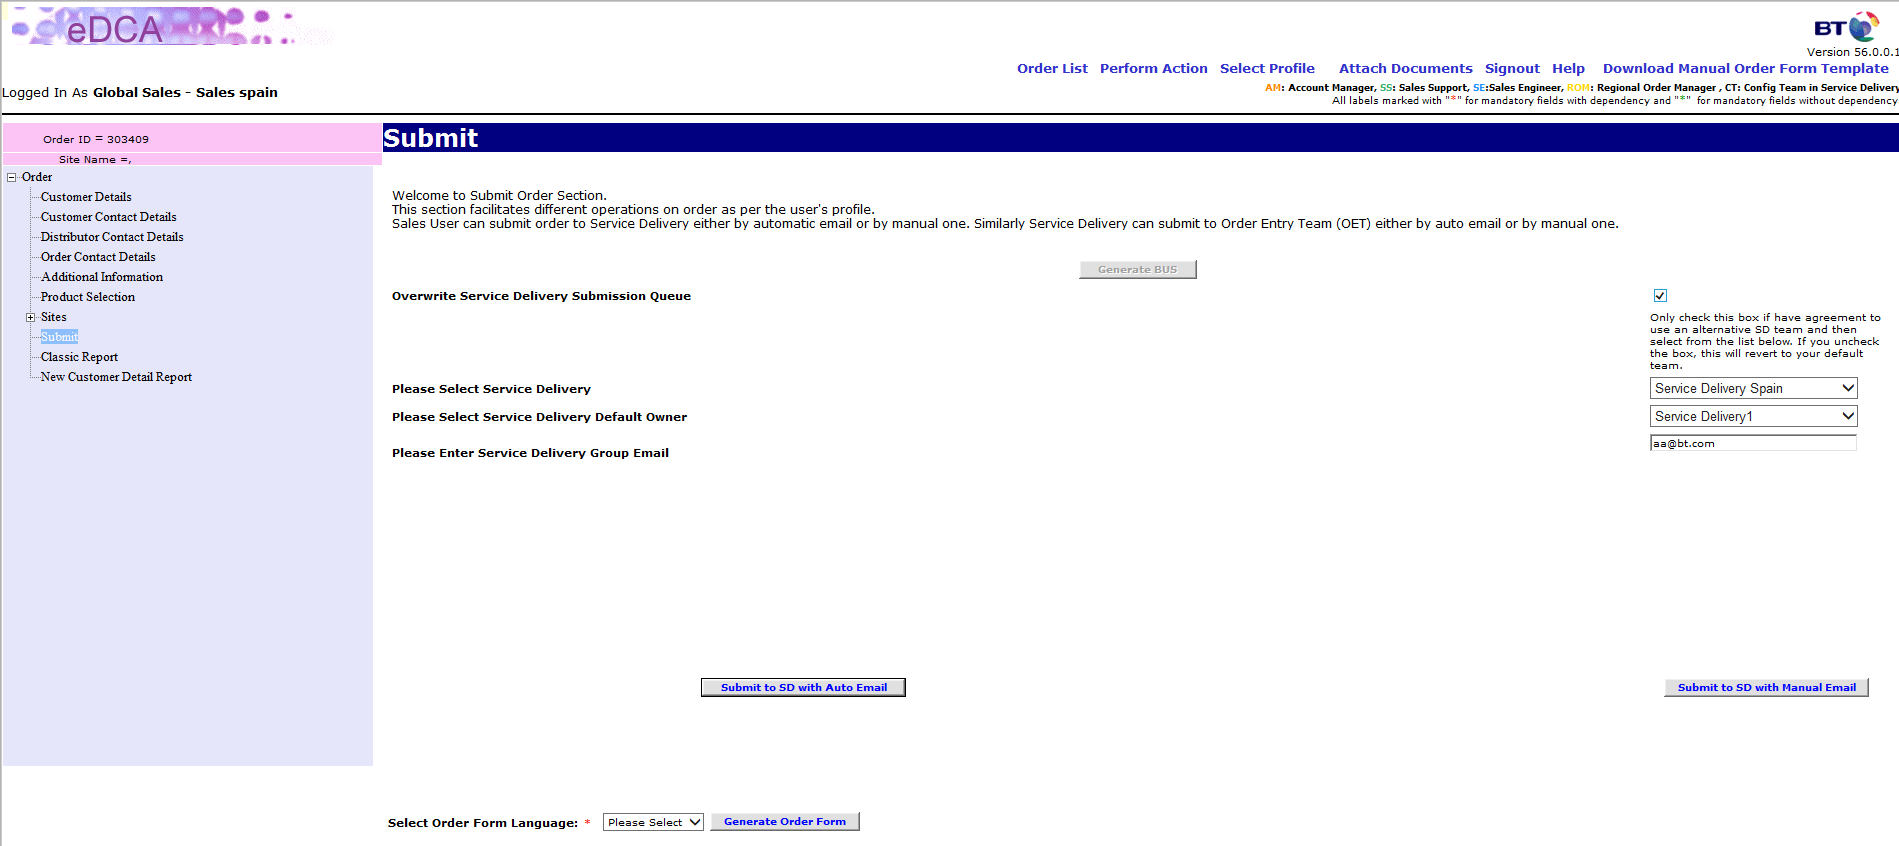 eDCA
BT
Version 56.0.0.1
Order List Perform Action Select Profile Attach Documents Signout Help Download Manual Order Form Template
Logged In As Global Sales - Sales spain
AM: Account Manager, SS: Sales Support, SE:Sales Engineer, ROM: Regional Order Manager , CT: Config Team in Service Delivery
All labels marked with "*" for mandatory fields with dependency and "*" for mandatory fields without dependency
Order ID = 303409
Site Name =,
Order
Customer Details
Customer Contact Details
Distributor Contact Details
Order Contact Details
Additional Information
Product Selection
Sites
Submit
Classic Report
New Customer Detail Report
Submit
Welcome to Submit Order Section.
This section facilitates different operations on order as per the user's profile.
Sales User can submit order to Service Delivery either by automatic email or by manual one. Similarly Service Delivery can submit to Order Entry Team (OET) either by auto email or by manual one.
Generate BUS
Overwrite Service Delivery Submission Queue
Only check this box if have agreement to
use an alternative SD team and then
select from the list below. If you uncheck
the box, this will revert to your default
team.
Please Select Service Delivery
Service Delivery Spain
Please Select Service Delivery Default Owner
Service Delivery1
Please Enter Service Delivery Group Email
aa@bt.com
Submit to SD with Auto Email
Submit to SD with Manual Email
Select Order Form Language: * Please Select Generate Order Form